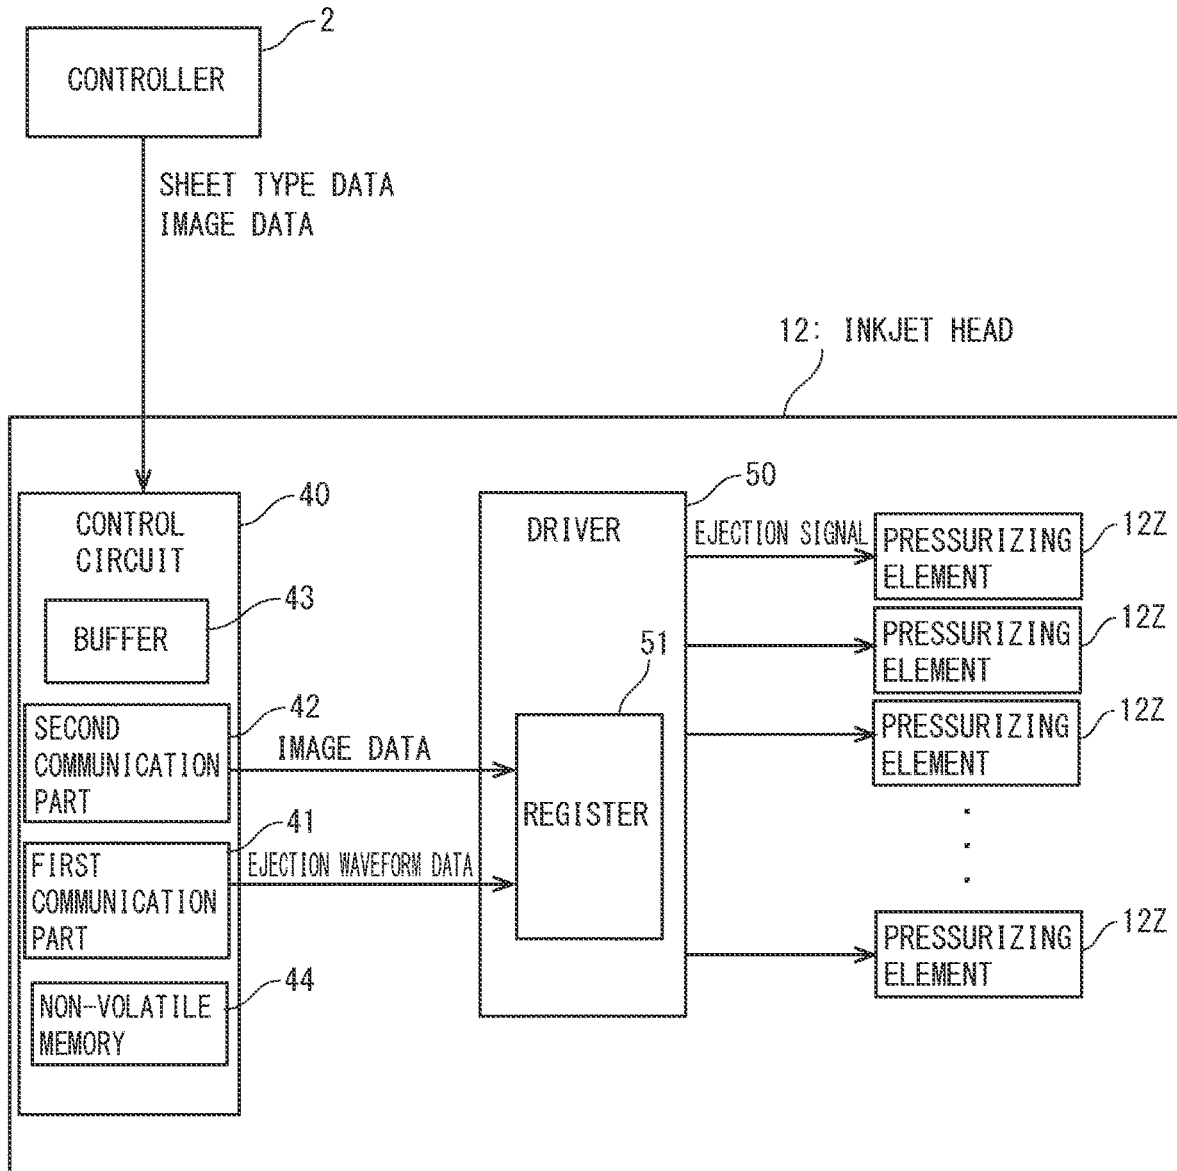 2
CONTROLLER
SHEET TYPE DATA
IMAGE DATA
12: INKJET HEAD
40
CONTROL
CIRCUIT
43
BUFFER
42
SECOND
COMMUNICATION
PART
IMAGE DATA
41
FIRST
COMMUNICATION
PART
EJECTION WAVEFORM DATA
44
NON-VOLATILE
MEMORY
50
DRIVER
51
REGISTER
EJECTION SIGNAL
PRESSURIZING
ELEMENT
12Z
PRESSURIZING
ELEMENT
12Z
PRESSURIZING
ELEMENT
12Z
PRESSURIZING
ELEMENT
12Z